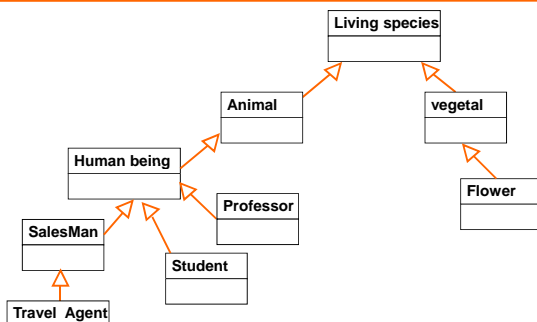 Living species
Animal
vegetal
Human being
Flower
Professor
SalesMan
Student
Travel Agent